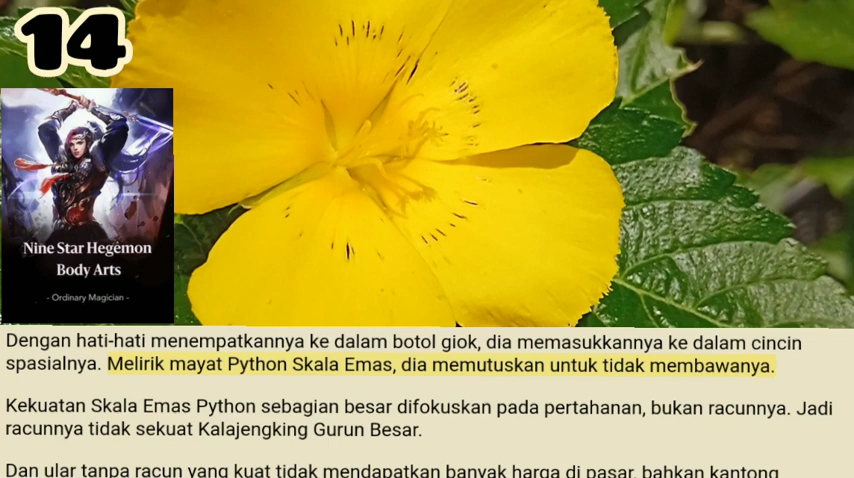 14
Nine Star Hegemon
Body Arts
- Ordinary Magician -
Dengan hati-hati menempatkannya ke dalam botol giok, dia memasukkannya ke dalam cincin
spasialnya. Melirik mayat Python Skala Emas, dia memutuskan untuk tidak membawanya.
Kekuatan Skala Emas Python sebagian besar difokuskan pada pertahanan, bukan racunnya. Jadi
racunnya tidak sekuat Kalajengking Gurun Besar.
Dan ular tanpa racun yang kuat tidak mendapatkan banyak harga di pasar, bahkan kantong